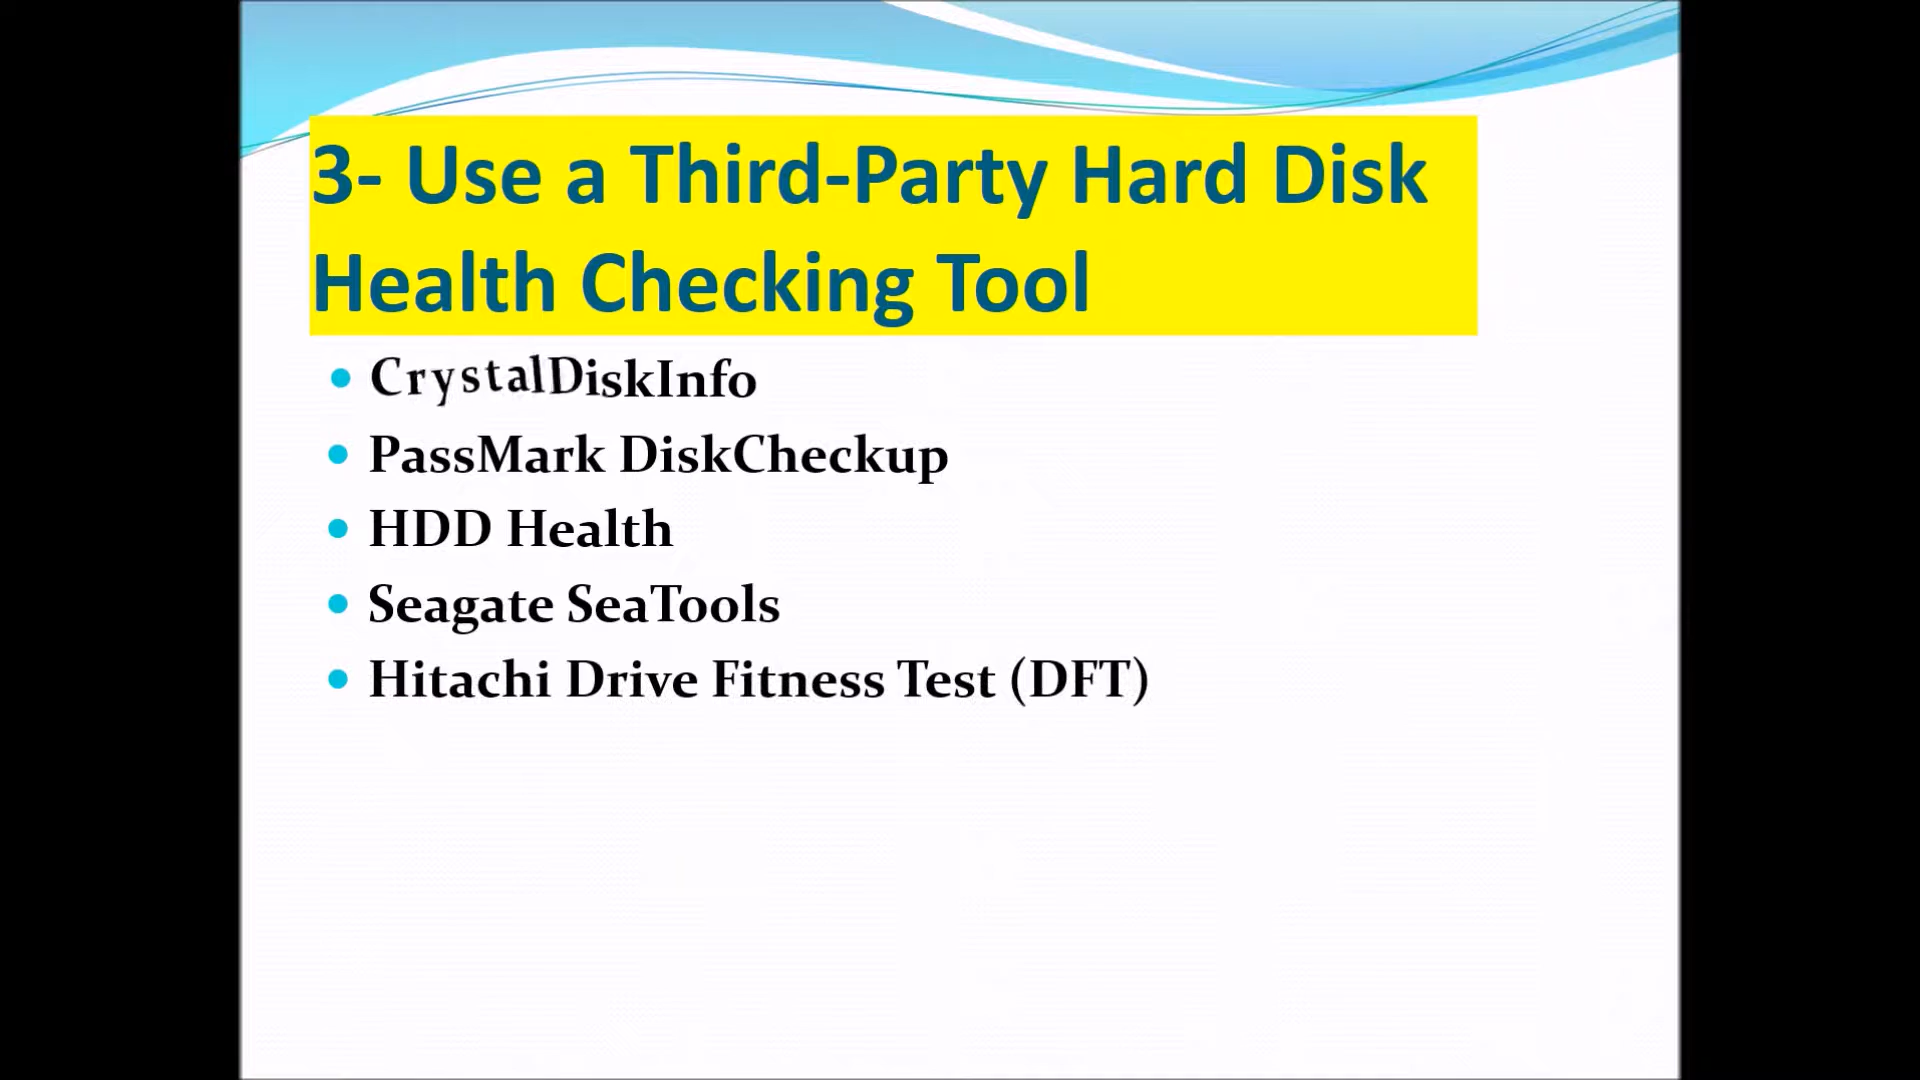 3- Use a Third-Party Hard Disk
Health Checking Tool
• CrystalDiskInfo
• PassMark DiskCheckup
• HDD Health
• Seagate SeaTools
• Hitachi Drive Fitness Test (DFT)